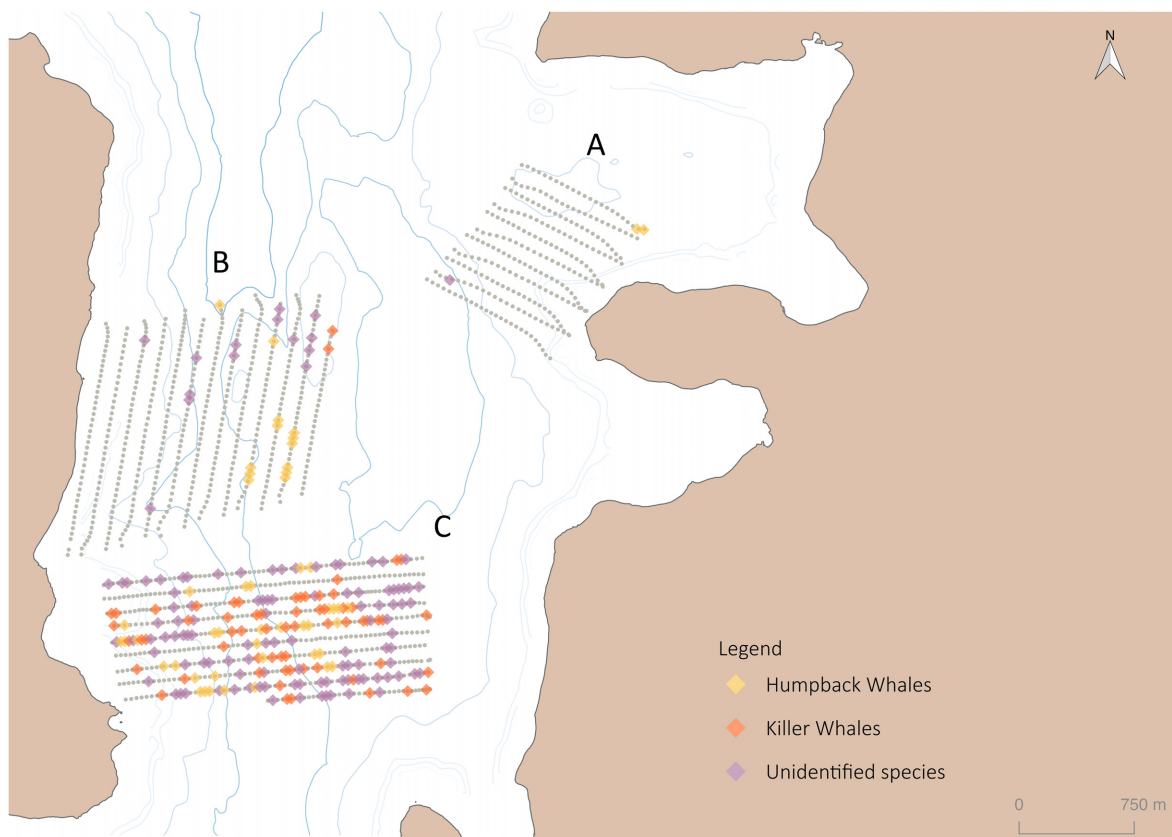 N
A
B
C
Legend
Humpback Whales
Killer Whales
Unidentified species
0 750 m